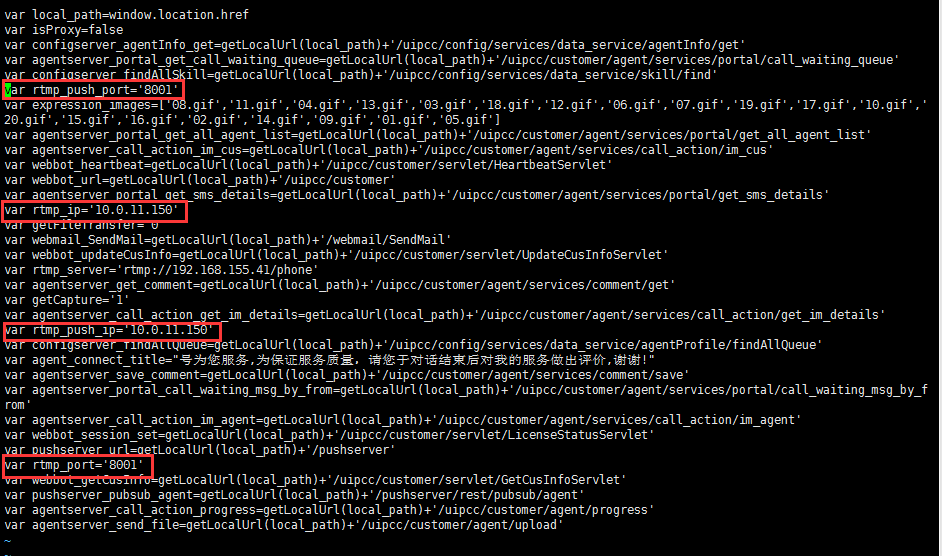 var local_path=window.location.href
var isProxy=false
var configserver_agentInfo_get=getLocalUrl(local_path)+'/uipcc/config/services/data_service/agentInfo/get'
var agentserver_portal_get_call_waiting_queue=getLocalUrl(local_path)+'/uipcc/customer/agent/services/portal/call_waiting_queue'
var configserver_findAllSkill=getLocalUrl(local_path)+'/uipcc/config/services/data_service/skill/find'
var rtmp_push_port='8001'
var expression_images=['08.gif','11.gif','04.gif','13.gif','03.gif','18.gif','12.gif','06.gif','07.gif','19.gif','17.gif','10.gif','
20.gif','15.gif','16.gif','02.gif','14.gif','09.gif','01.gif','05.gif']
var agentserver_portal_get_all_agent_list=getLocalUrl(local_path)+'/uipcc/customer/agent/services/portal/get_all_agent_list'
var agentserver_call_action_im_cus=getLocalUrl(local_path)+'/uipcc/customer/agent/services/call_action/im_cus'
var webbot_heartbeat=getLocalUrl(local_path)+'/uipcc/customer/servlet/HeartbeatServlet'
var webbot_url=getLocalUrl(local_path)+'/uipcc/customer'
var agentserver_portal_get_sms_details=getLocalUrl(local_path)+'/uipcc/customer/agent/services/portal/get_sms_details'
var rtmp_ip='10.0.11.150'
var getFileTransfer='0'
var webmail_SendMail=getLocalUrl(local_path)+'/webmail/SendMail'
var webbot_updateCusInfo=getLocalUrl(local_path)+'/uipcc/customer/servlet/UpdateCusInfoServlet'
var rtmp_server='rtmp://192.168.155.41/phone'
var agentserver_get_comment=getLocalUrl(local_path)+'/uipcc/customer/agent/services/comment/get'
var getCapture='1'
var agentserver_call_action_get_im_details=getLocalUrl(local_path)+'/uipcc/customer/agent/services/call_action/get_im_details'
var rtmp_push_ip='10.0.11.150'
var configserver_findAllQueue=getLocalUrl(local_path)+'/uipcc/config/services/data_service/agentProfile/findAllQueue'
var agent_connect_title="号为您服务,为保证服务质量，请您于对话结束后对我的服务做出评价,谢谢!"
var agentserver_save_comment=getLocalUrl(local_path)+'/uipcc/customer/agent/services/comment/save'
var agentserver_portal_call_waiting_msg_by_from=getLocalUrl(local_path)+'/uipcc/customer/agent/services/portal/call_waiting_msg_by_f
rom'
var agentserver_call_action_im_agent=getLocalUrl(local_path)+'/uipcc/customer/agent/services/call_action/im_agent'
var webbot_session_set=getLocalUrl(local_path)+'/uipcc/customer/servlet/LicenseStatusServlet'
var pushserver_url=getLocalUrl(local_path)+'/pushserver'
var rtmp_port='8001'
var webbot_getCusInfo=getLocalUrl(local_path)+'/uipcc/customer/servlet/GetCusInfoServlet'
var pushserver_pubsub_agent=getLocalUrl(local_path)+'/pushserver/rest/pubsub/agent'
var agentserver_call_action_progress=getLocalUrl(local_path)+'/uipcc/customer/agent/progress'
var agentserver_send_file=getLocalUrl(local_path)+'/uipcc/customer/agent/upload'
~
~